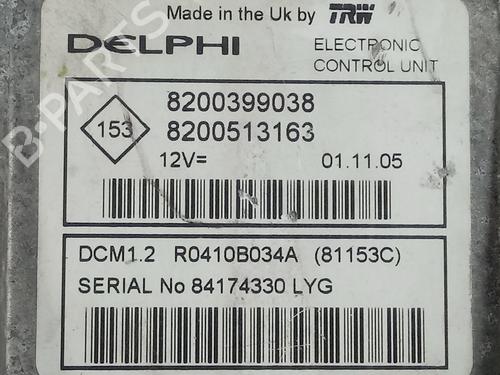 Made in the Uk by TRW
DELPHI ELECTRONIC
CONTROL UNIT
153
8200399038
8200513163
12V= 01.11.05
DCM1.2 R0410B034A (81153C)
SERIAL No 84174330 LYG
B-PARTS